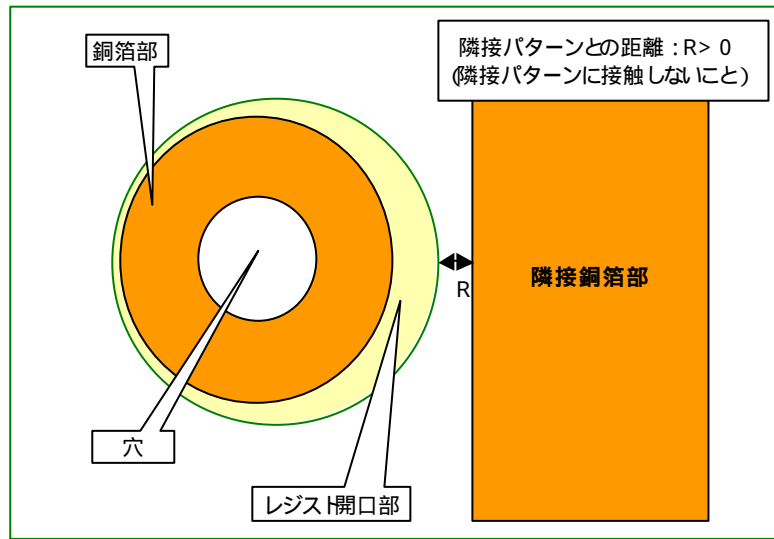 銅箔部
隣接パターンとの距離：R> 0
(隣接パターンに接触しないこと)
R
隣接銅箔部
穴
レジスト開口部